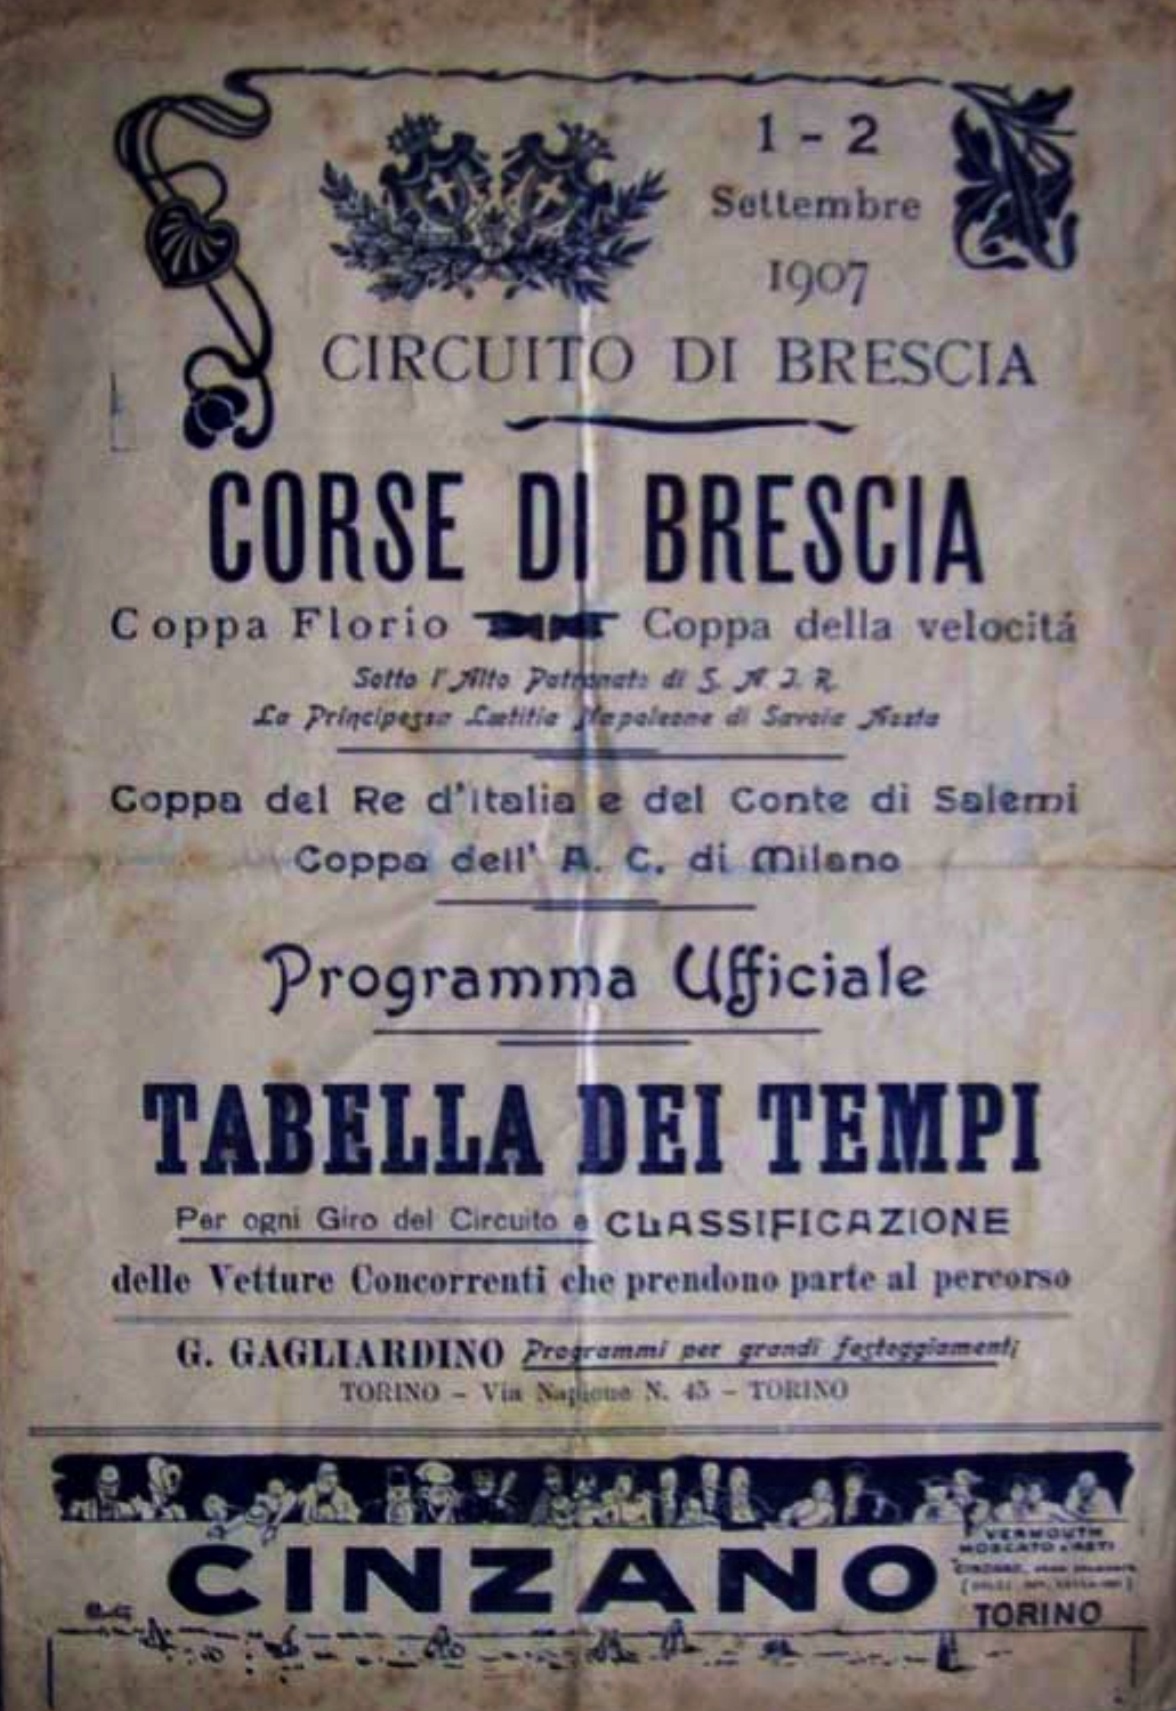 1 - 2
Settembre
1907
CIRCUITO DI BRESCIA
CORSE DI BRESCIA
Coppa Florio Coppa della velocitá
Sotto l'Alto Patronato di S. A. I. R.
La Principessa Lætitia Napoleone di Savoia Aosta
Coppa del Re d'Italia e del Conte di Salemi
Coppa dell' A. C. di Milano
Programma Ufficiale
TABELLA DEI TEMPI
Per ogni Giro del Circuito e CLASSIFICAZIONE
delle Vetture Concorrenti che prendono parte al percorso
G. GAGLIARDINO Programmi per grandi festeggiamenti
TORINO - Via Napione N. 45 - TORINO
CINZANO
VERMOUTH
MOSCATO d'ASTI
TORINO